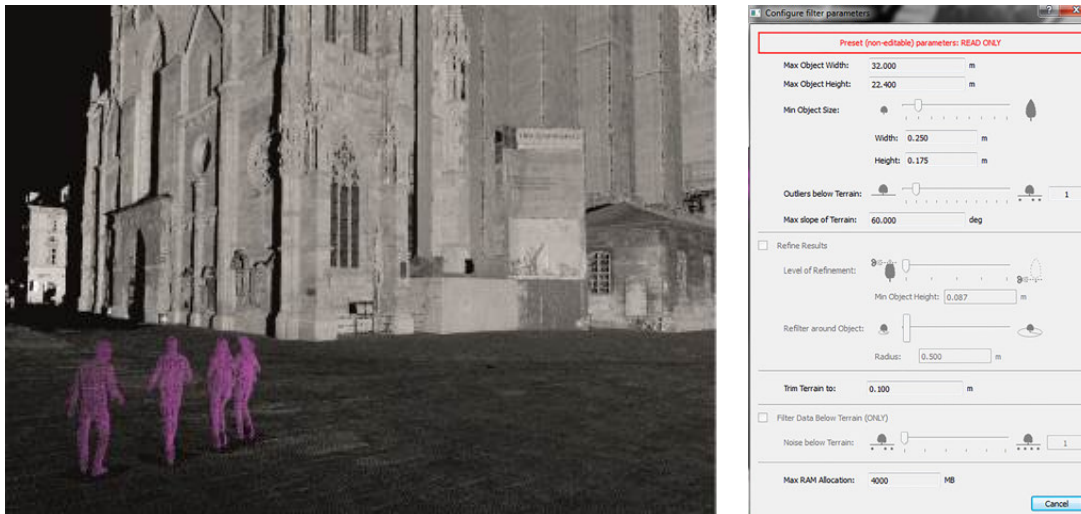 Configure filter parameters
Preset (non-editable) parameters: READ ONLY
Max Object Width: 32.000 m
Max Object Height: 22.400 m
Min Object Size:
Width: 0.250 m
Height: 0.175 m
Outliers below Terrain: 1
Max slope of Terrain: 60.000 deg
Refine Results
Level of Refinement:
Min Object Height: 0.087 m
Refilter around Object:
Radius: 0.500 m
Trim Terrain to: 0.100 m
Filter Data Below Terrain (ONLY)
Noise below Terrain: 1
Max RAM Allocation: 4000 MB
Cancel